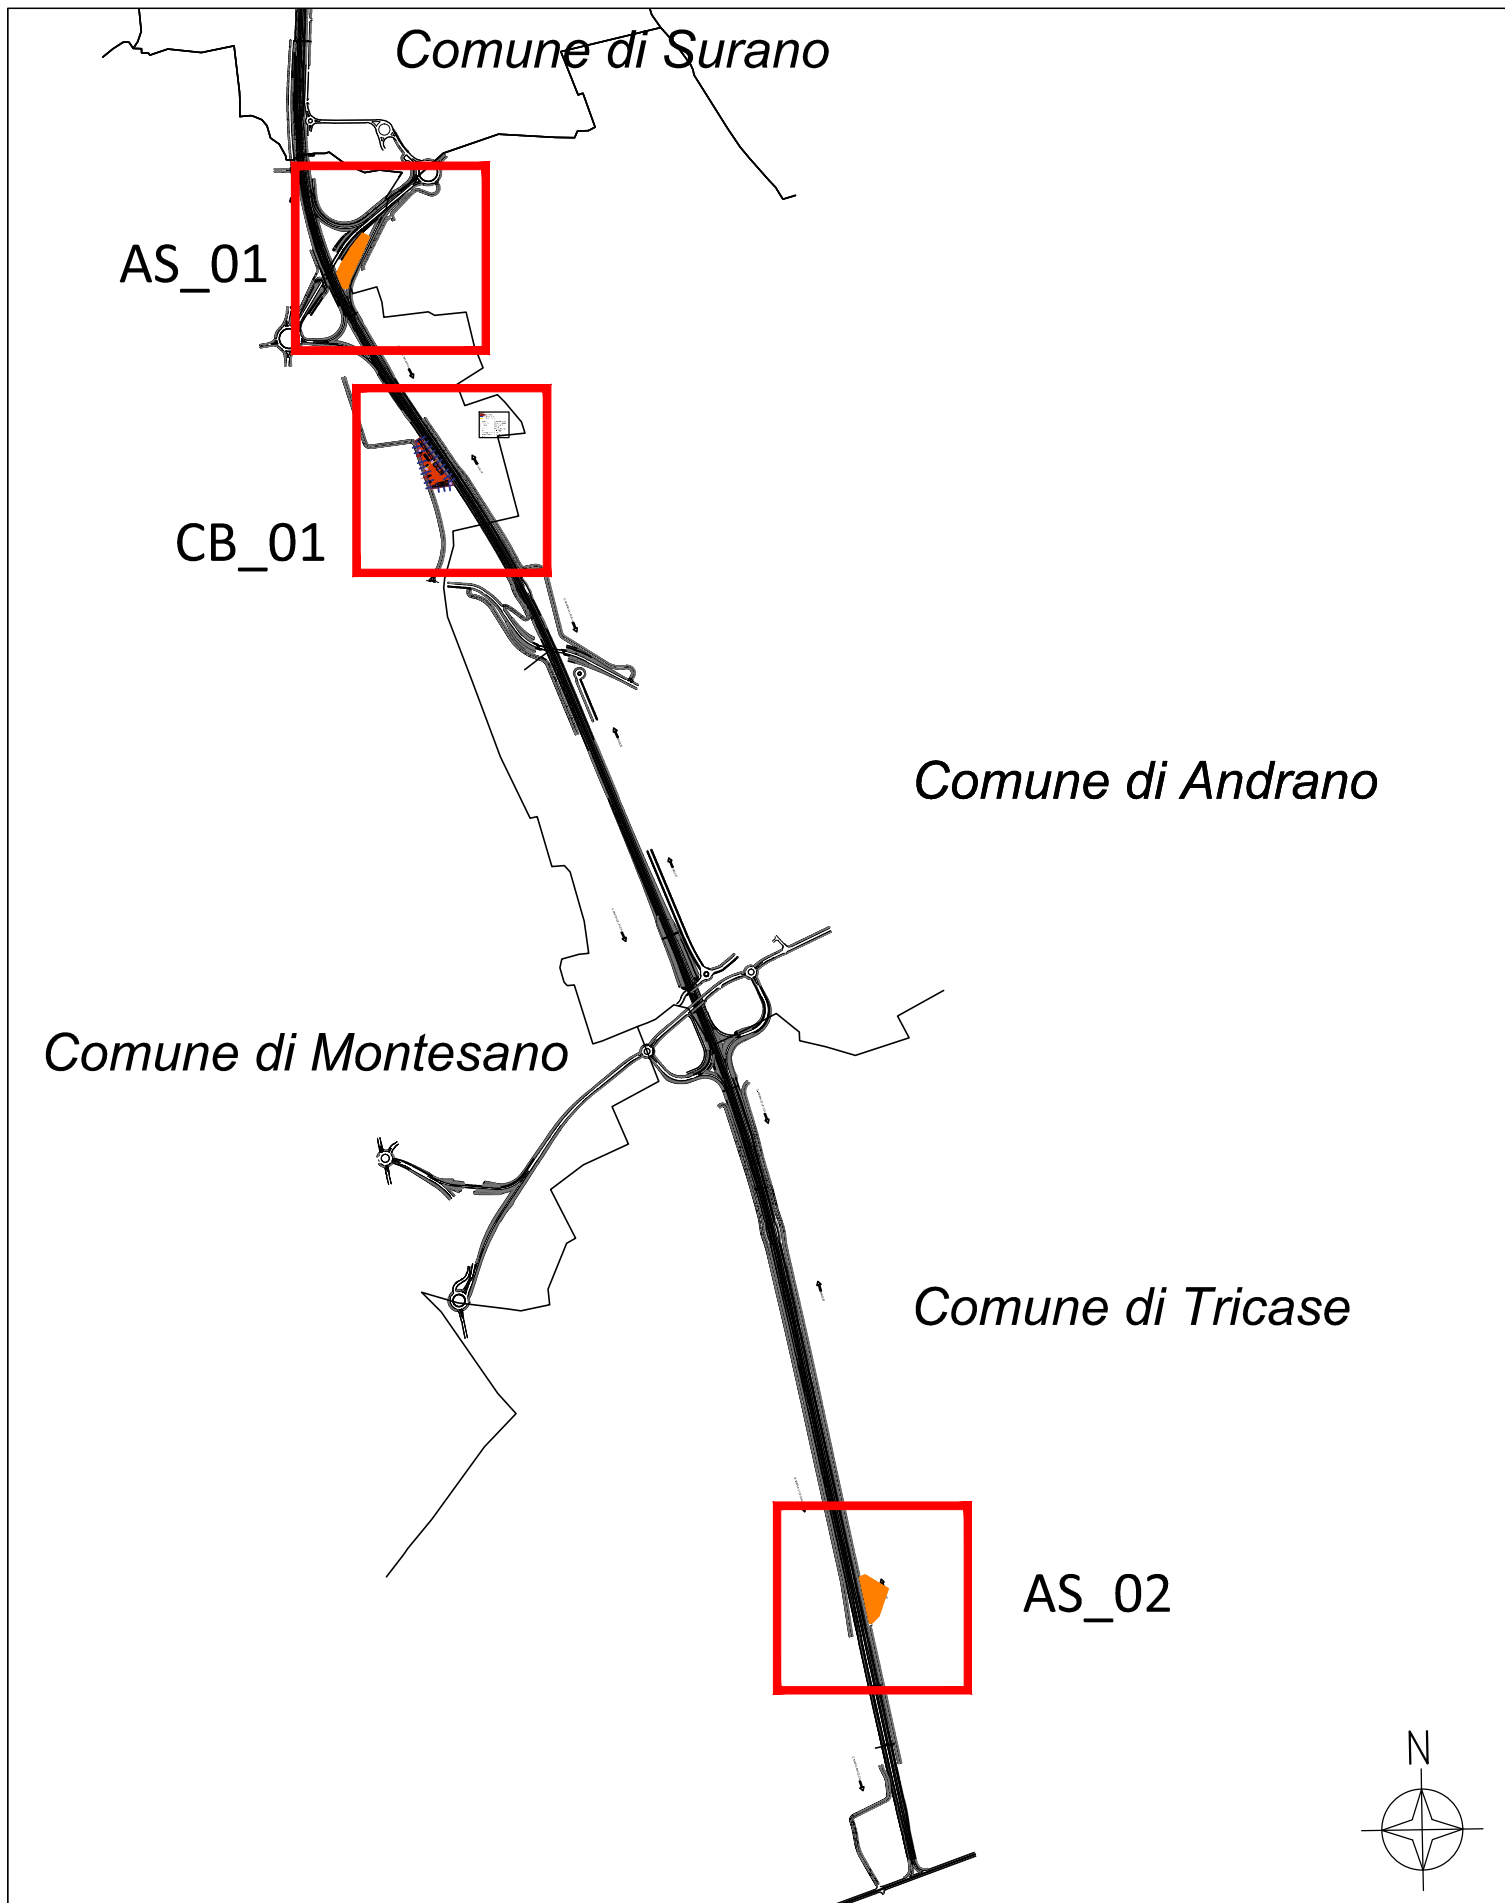 Comune di Surano
AS_01
CB_01
Comune di Andrano
Comune di Montesano
Comune di Tricase
AS_02
N